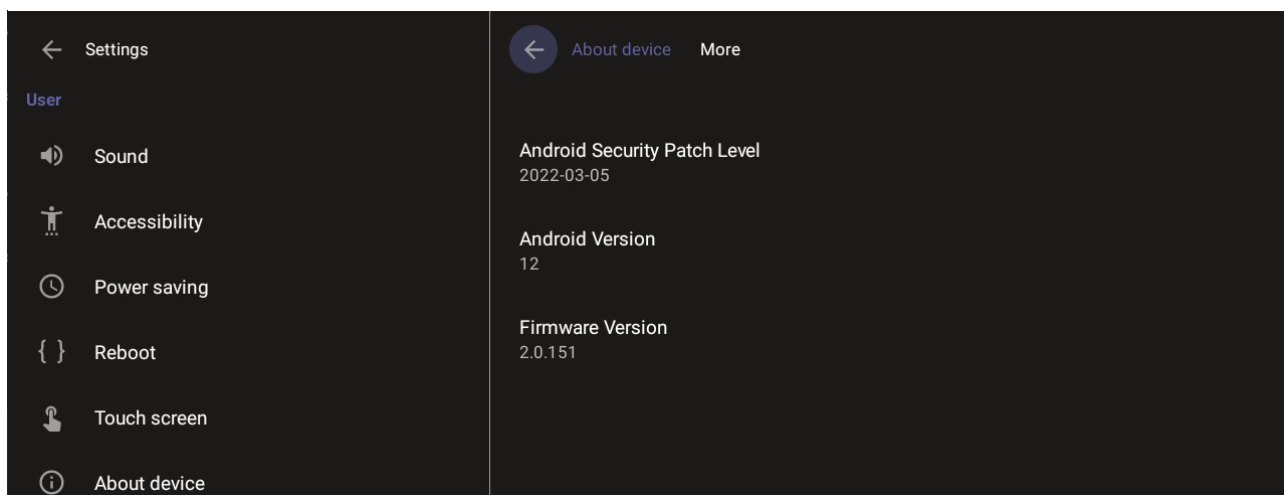 Settings
User
Sound
Accessibility
Power saving
Reboot
Touch screen
About device
About device More
Android Security Patch Level
2022-03-05
Android Version
12
Firmware Version
2.0.151